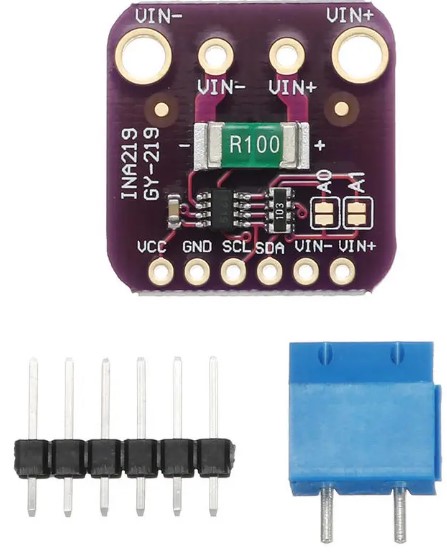 VIN- VIN+
VIN- VIN+
- R100 +
INA219
GY-219
A0 A1
103
VCC GND SCL SDA VIN- VIN+